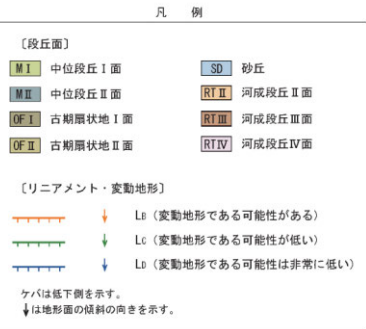 凡 例
〔段丘面〕
MⅠ 中位段丘Ⅰ面 SD 砂丘
MⅡ 中位段丘Ⅱ面 RTⅡ 河成段丘Ⅱ面
OFⅠ 古期扇状地Ⅰ面 RTⅢ 河成段丘Ⅲ面
OFⅡ 古期扇状地Ⅱ面 RTⅣ 河成段丘Ⅳ面
〔リニアメント・変動地形〕
LB（変動地形である可能性がある）
LC（変動地形である可能性が低い）
LD（変動地形である可能性は非常に低い）
ケバは低下側を示す。
↓は地形面の傾斜の向きを示す。